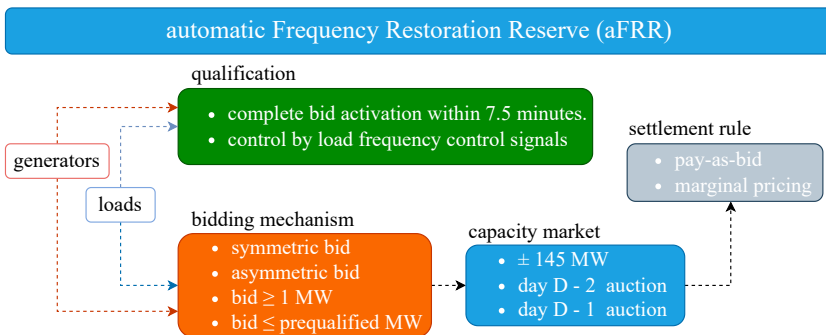 automatic Frequency Restoration Reserve (aFRR)
qualification
• complete bid activation within 7.5 minutes.
• control by load frequency control signals
generators
loads
bidding mechanism
• symmetric bid
• asymmetric bid
• bid ≥ 1 MW
• bid ≤ prequalified MW
capacity market
• ± 145 MW
• day D - 2 auction
• day D - 1 auction
settlement rule
• pay-as-bid
• marginal pricing